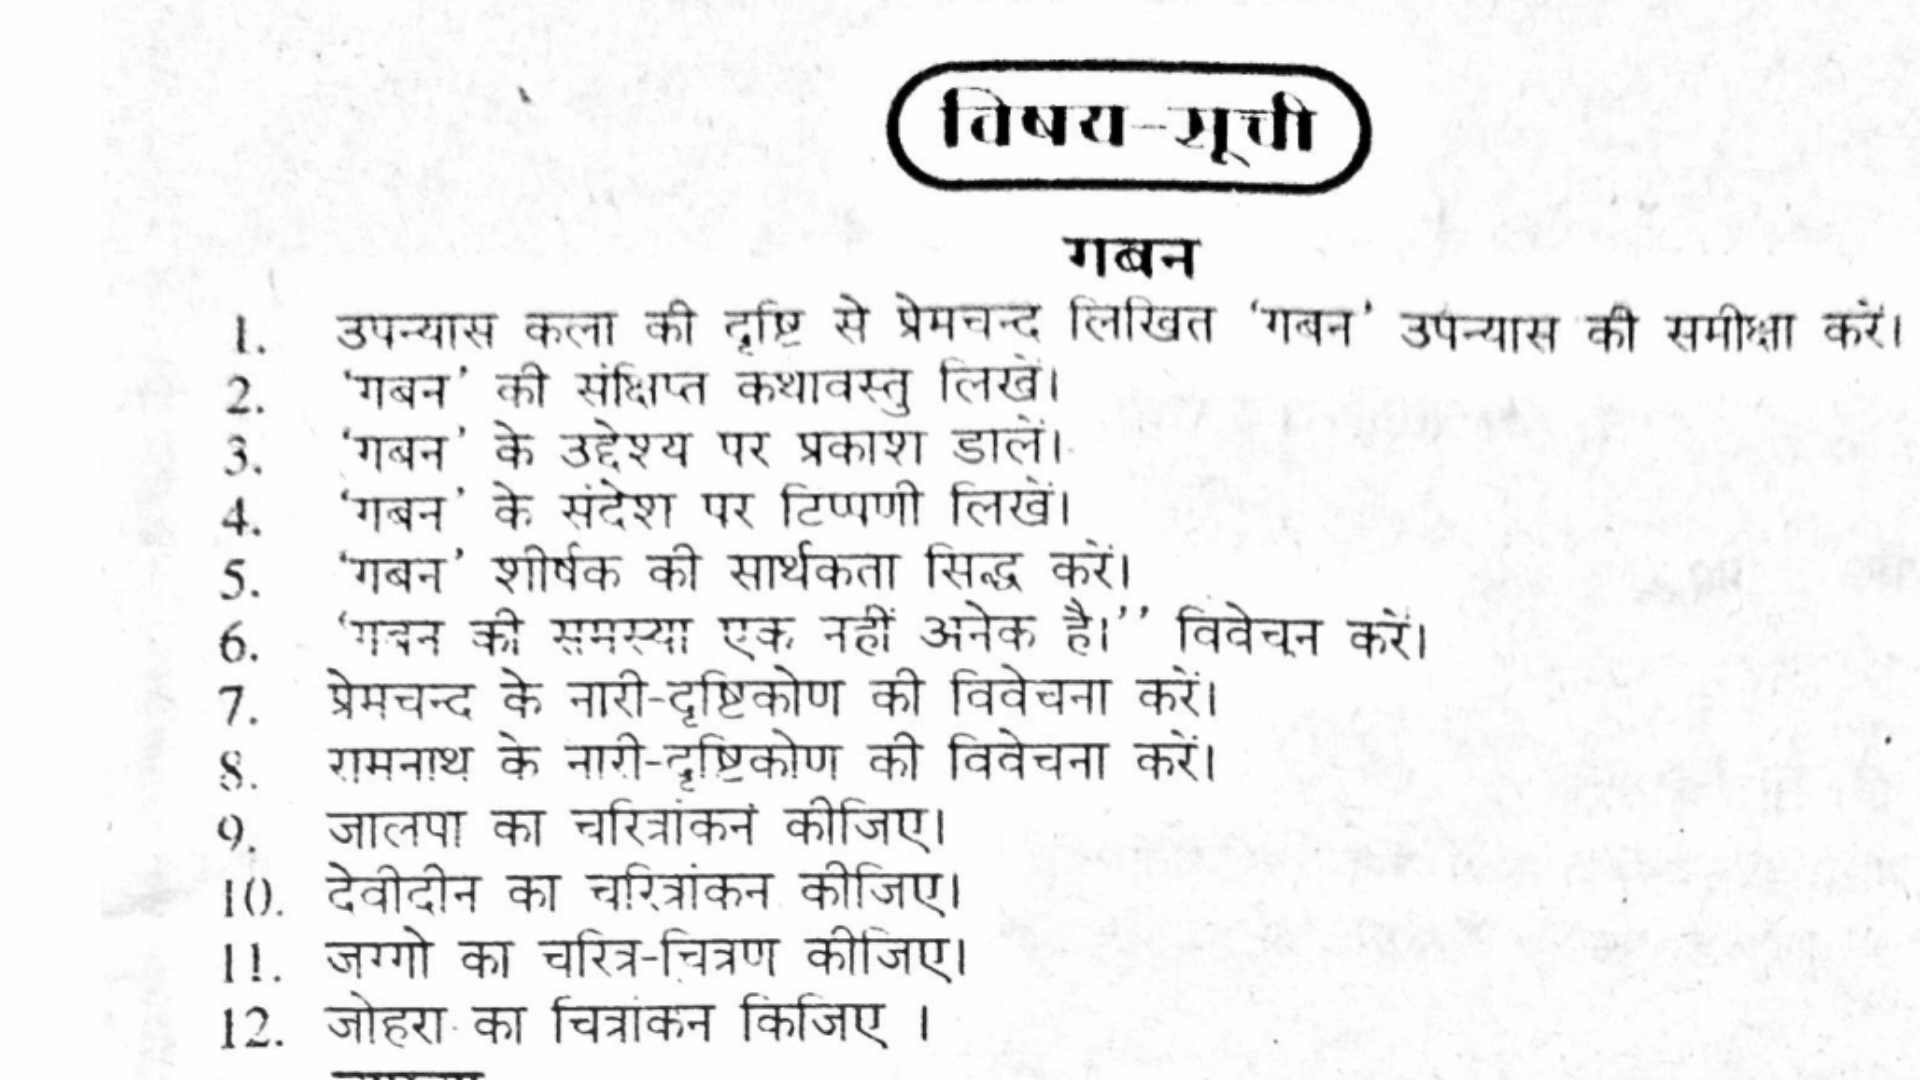 विषय-सूची
गबन
1. उपन्यास कला की दृष्टि से प्रेमचन्द लिखित ‘गबन’ उपन्यास की समीक्षा करें।
2. ‘गबन’ की संक्षिप्त कथावस्तु लिखें।
3. ‘गबन’ के उद्देश्य पर प्रकाश डालें।
4. ‘गबन’ के संदेश पर टिप्पणी लिखें।
5. ‘गबन’ शीर्षक की सार्थकता सिद्ध करें।
6. ‘गबन की समस्या एक नहीं अनेक है।’’ विवेचन करें।
7. प्रेमचन्द के नारी-दृष्टिकोण की विवेचना करें।
8. रामनाथ के नारी-दृष्टिकोण की विवेचना करें।
9. जालपा का चरित्रांकन कीजिए।
10. देवीदीन का चरित्रांकन कीजिए।
11. जग्गो का चरित्र-चित्रण कीजिए।
12. जोहरा का चित्रांकन किजिए ।